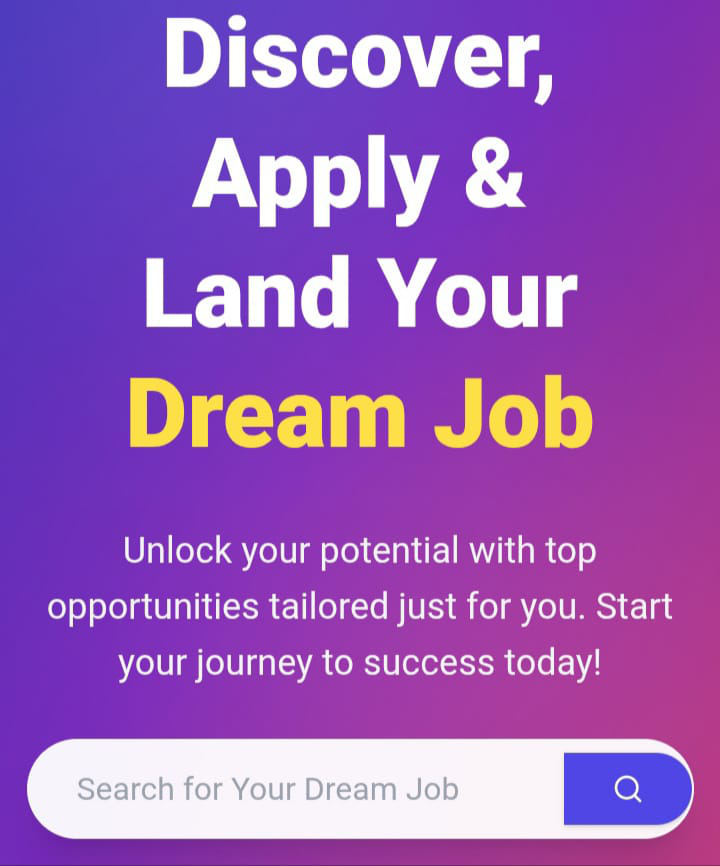 Discover,
Apply &
Land Your
Dream Job
Unlock your potential with top
opportunities tailored just for you. Start
your journey to success today!
Search for Your Dream Job